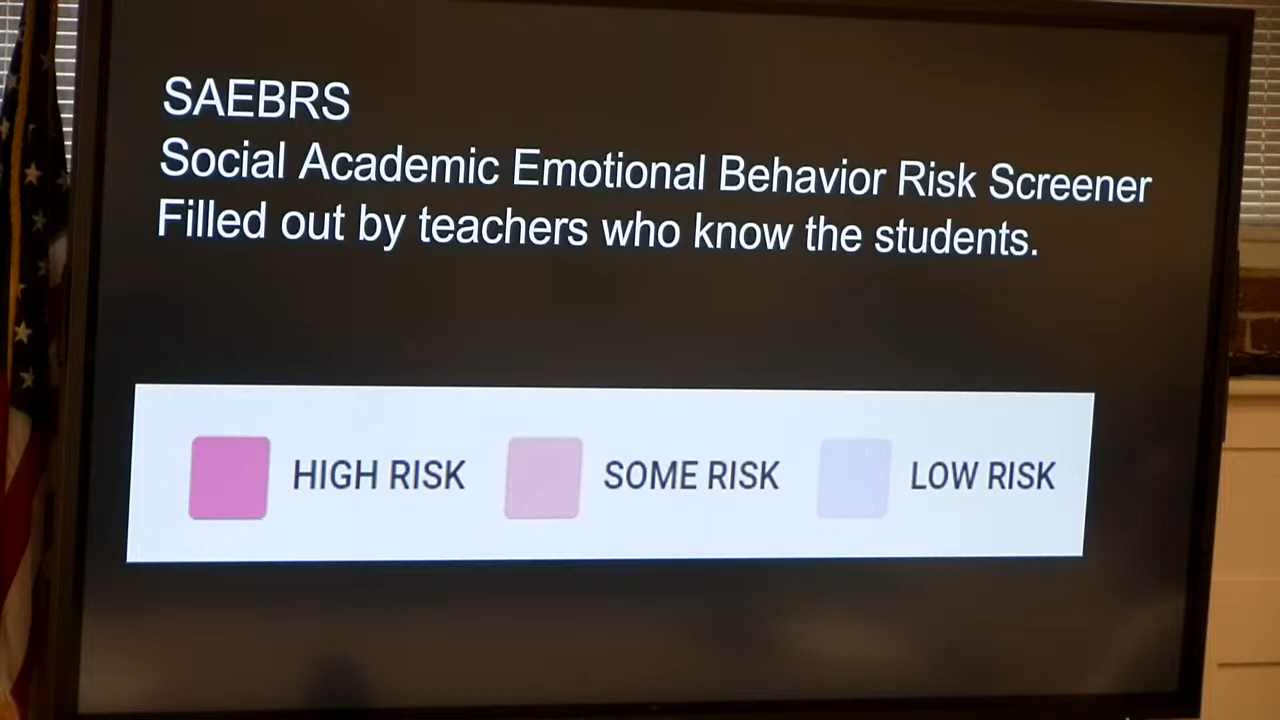 SAEBRS
Social Academic Emotional Behavior Risk Screener
Filled out by teachers who know the students.
HIGH RISK SOME RISK LOW RISK